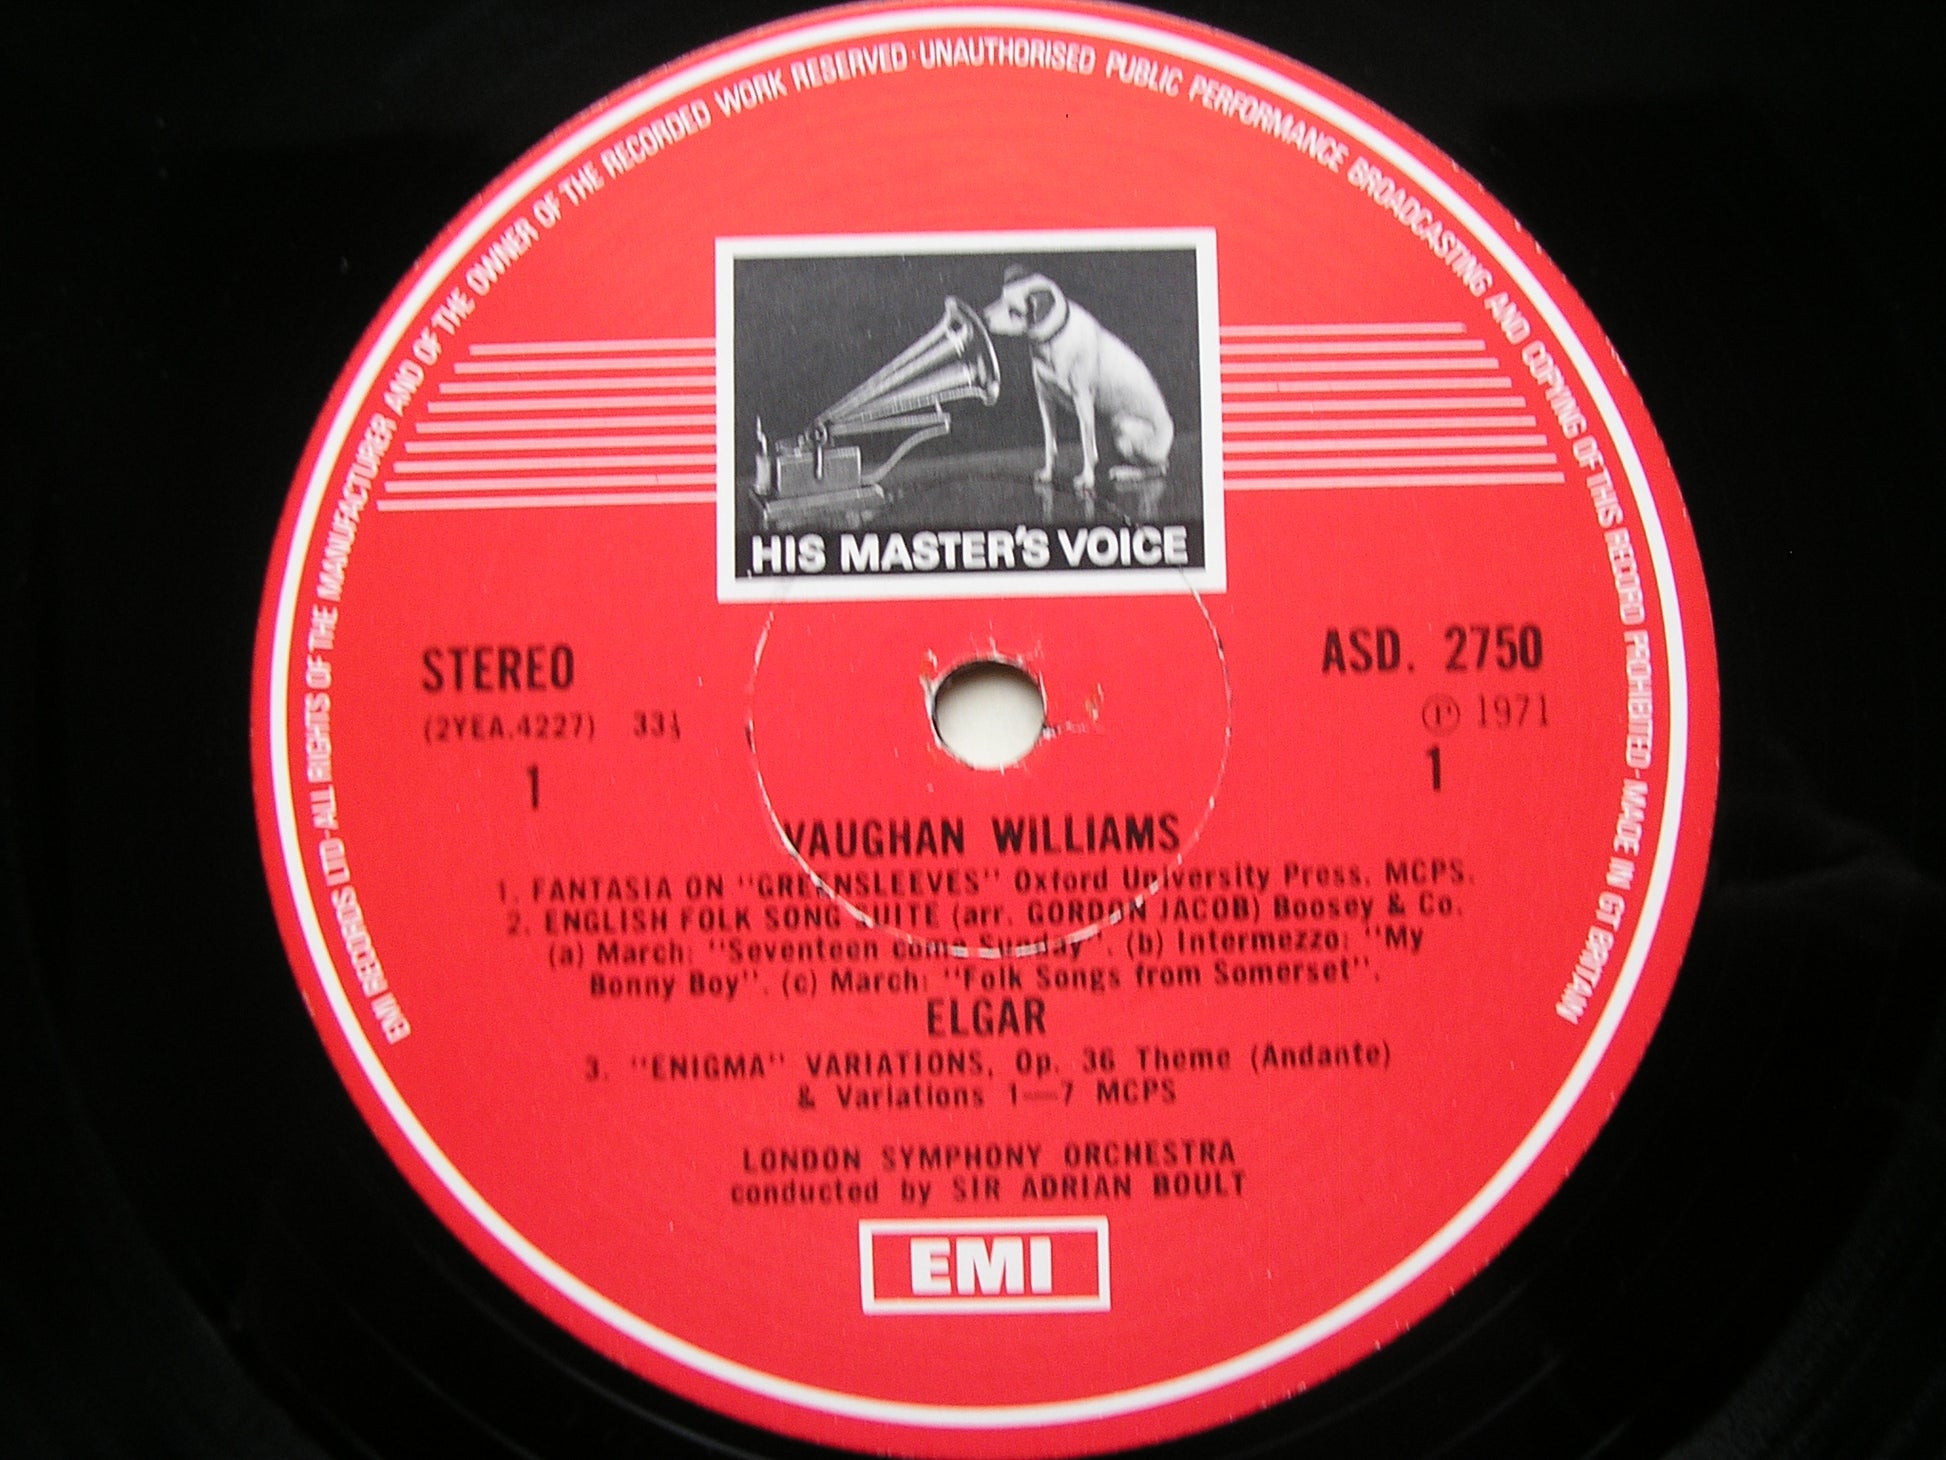 EMI RECORDS LTD · ALL RIGHTS OF THE MANUFACTURER AND OF THE OWNER OF THE RECORDED WORK RESERVED · UNAUTHORISED PUBLIC PERFORMANCE BROADCASTING AND COPYING OF THIS RECORD PROHIBITED · MADE IN GT BRITAIN
HIS MASTER'S VOICE
STEREO
ASD. 2750
(2YEA.4227) 33⅓
℗ 1971
1
1
VAUGHAN WILLIAMS
1. FANTASIA ON "GREENSLEEVES" Oxford University Press. MCPS.
2. ENGLISH FOLK SONG SUITE (arr. GORDON JACOB) Boosey & Co.
(a) March: "Seventeen come Sunday". (b) Intermezzo: "My
Bonny Boy". (c) March: "Folk Songs from Somerset".
ELGAR
3. "ENIGMA" VARIATIONS, Op. 36 Theme (Andante)
& Variations 1—7 MCPS
LONDON SYMPHONY ORCHESTRA
conducted by SIR ADRIAN BOULT
EMI